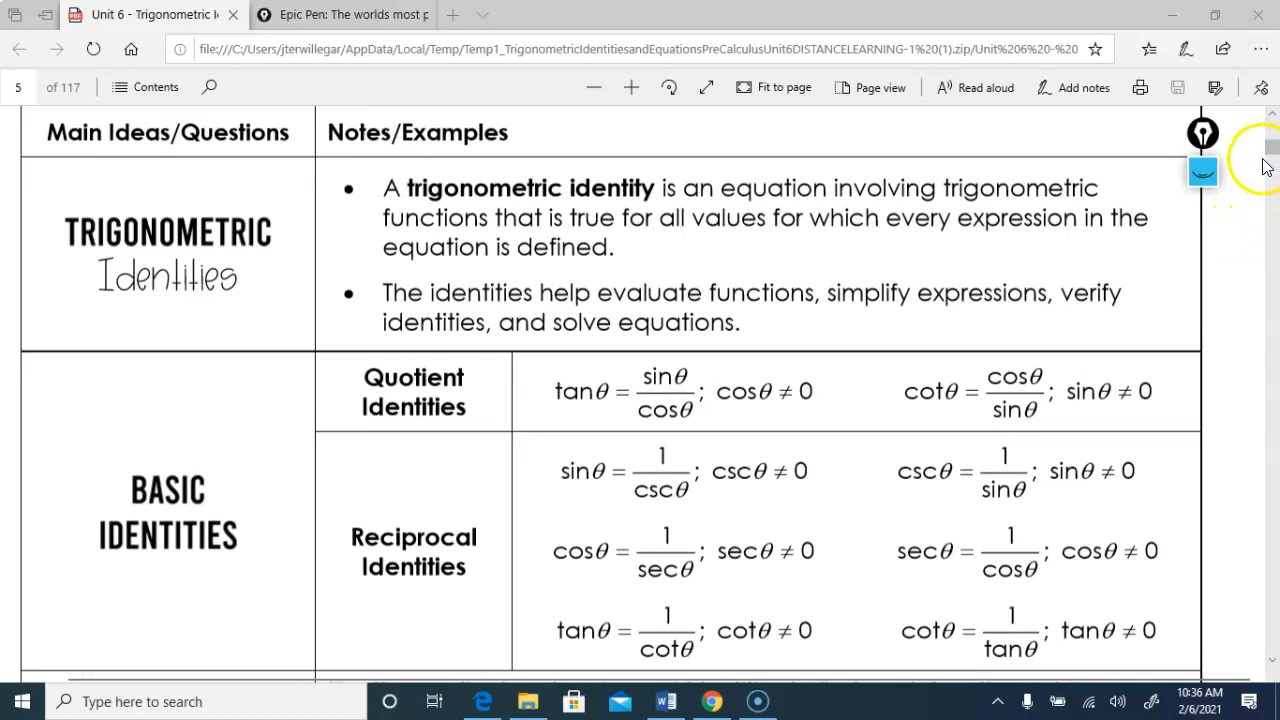 Unit 6 - Trigonometric I
Epic Pen: The worlds most p
file:///C:/Users/jterwillegar/AppData/Local/Temp/Temp1_TrigonometricIdentitiesandEquationsPreCalculusUnit6DISTANCELEARNING-1%20(1).zip/Unit%206%20-%20
5 of 117 Contents Fit to page Page view Read aloud Add notes
Main Ideas/Questions Notes/Examples
TRIGONOMETRIC
Identities
• A trigonometric identity is an equation involving trigonometric
functions that is true for all values for which every expression in the
equation is defined.
• The identities help evaluate functions, simplify expressions, verify
identities, and solve equations.
BASIC
IDENTITIES
Quotient
Identities
tanθ = sinθ/cosθ; cosθ ≠ 0 cotθ = cosθ/sinθ; sinθ ≠ 0
Reciprocal
Identities
sinθ = 1/cscθ; cscθ ≠ 0 cscθ = 1/sinθ; sinθ ≠ 0
cosθ = 1/secθ; secθ ≠ 0 secθ = 1/cosθ; cosθ ≠ 0
tanθ = 1/cotθ; cotθ ≠ 0 cotθ = 1/tanθ; tanθ ≠ 0
Type here to search
10:36 AM
2/6/2021